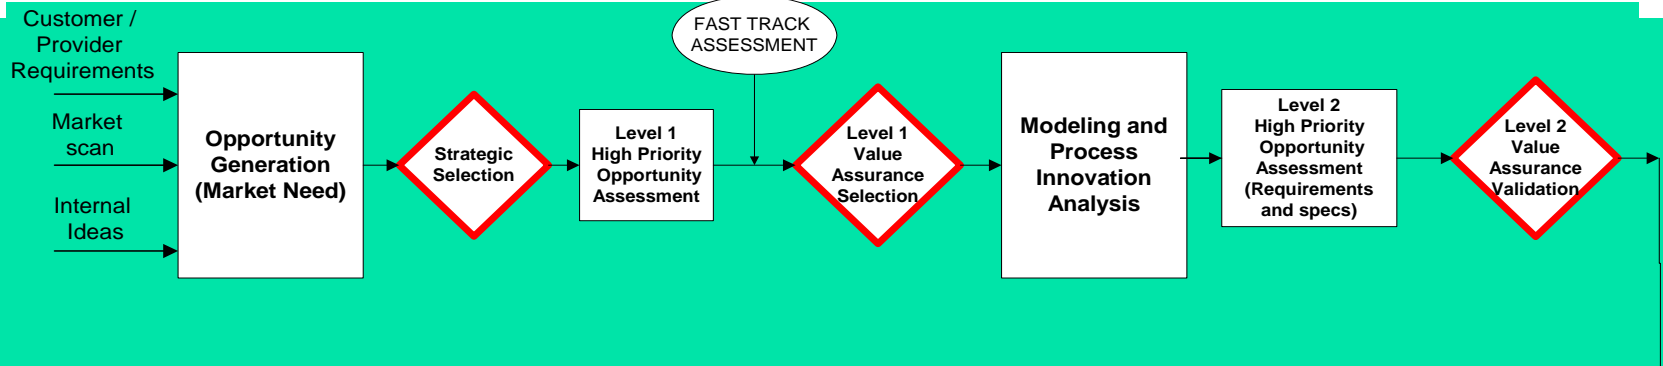 Customer /
Provider
Requirements
Market
scan
Internal
Ideas
Opportunity
Generation
(Market Need)
Strategic
Selection
Level 1
High Priority
Opportunity
Assessment
FAST TRACK
ASSESSMENT
Level 1
Value
Assurance
Selection
Modeling and
Process
Innovation
Analysis
Level 2
High Priority
Opportunity
Assessment
(Requirements
and specs)
Level 2
Value
Assurance
Validation